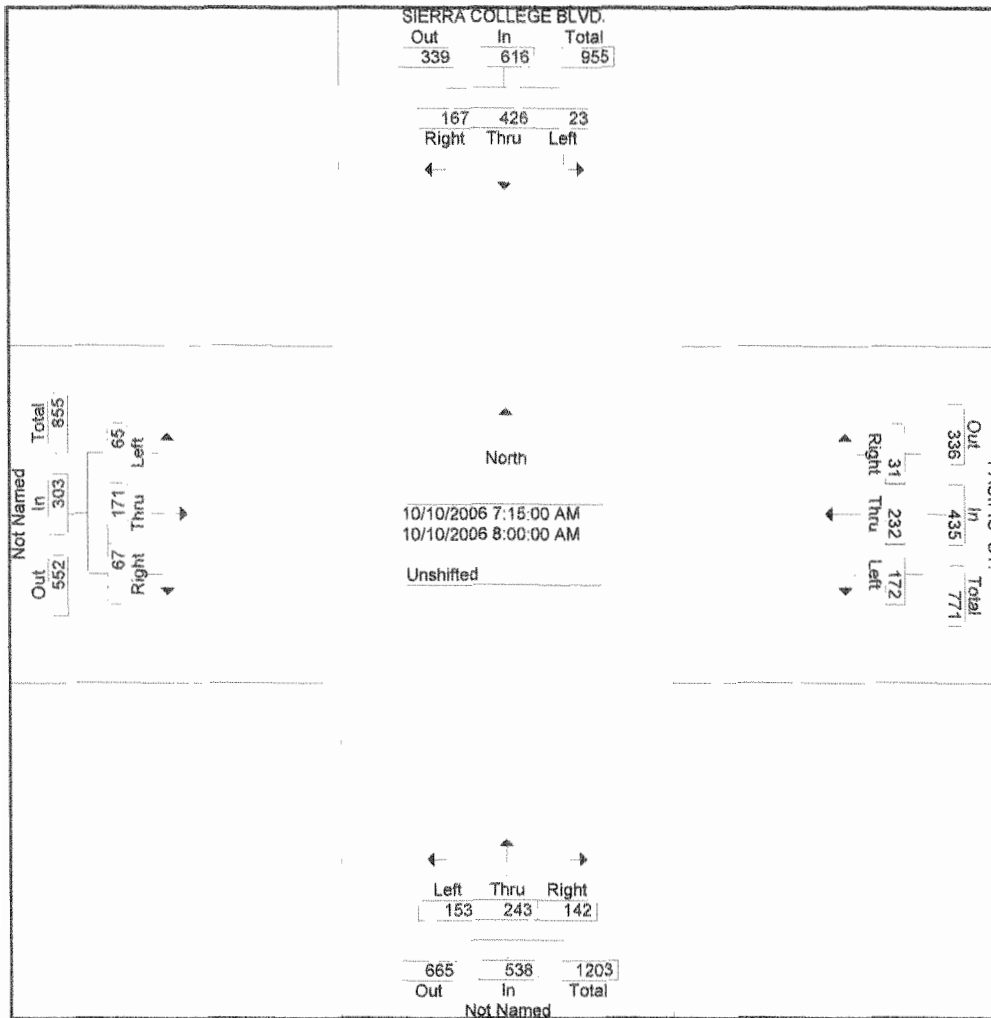 SIERRA COLLEGE BLVD.
Out In Total
339 616 955
167 426 23
Right Thru Left
Total In Out
855 303 552
Not Named
65 171 67
Left Thru Right
North
10/10/2006 7:15:00 AM
10/10/2006 8:00:00 AM
Unshifted
Right Thru Left
31 232 172
Out In Total
336 435 771
Left Thru Right
153 243 142
665 538 1203
Out In Total
Not Named